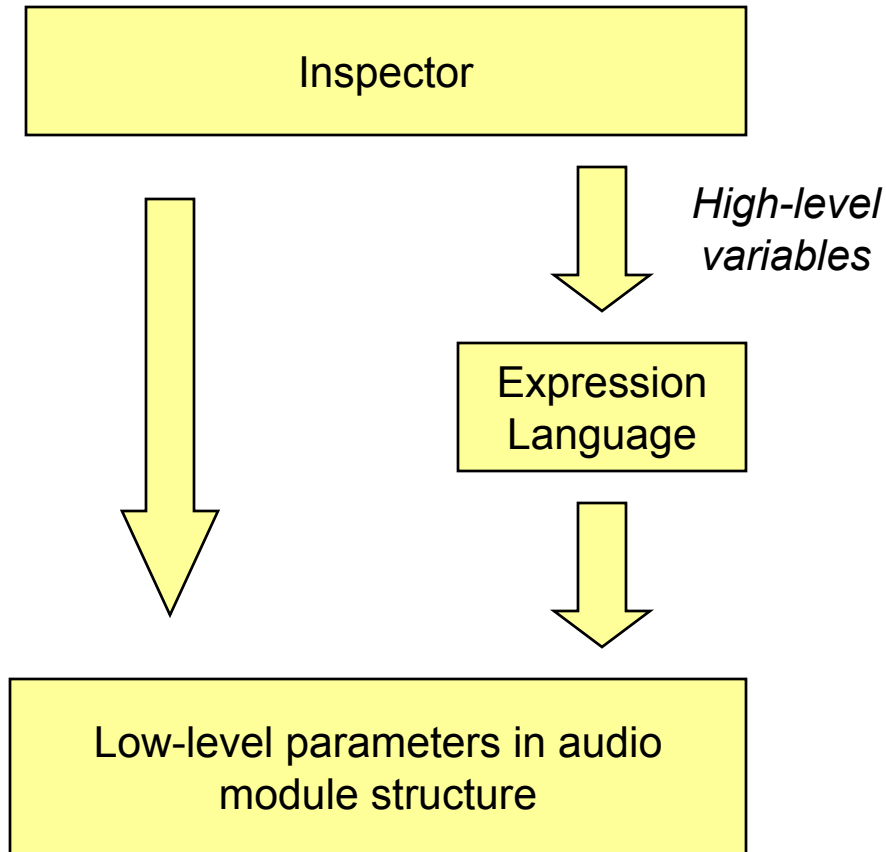 Inspector
High-level
variables
Expression
Language
Low-level parameters in audio
module structure